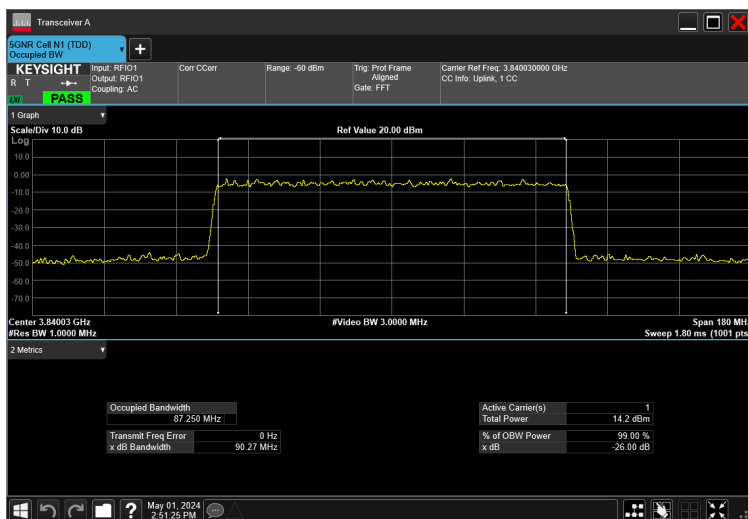 Transceiver A
5GNR Cell N1 (TDD)
Occupied BW
KEYSIGHT
R T
LXI
PASS
Input: RFIO1
Output: RFIO1
Coupling: AC
Corr CCorr
Range: -60 dBm
Trig: Prot Frame
Aligned
Gate: FFT
Carrier Ref Freq: 3.840030000 GHz
CC Info: Uplink, 1 CC
1 Graph
Scale/Div 10.0 dB
Ref Value 20.00 dBm
Log
10.0
0.00
-10.0
-20.0
-30.0
-40.0
-50.0
-60.0
-70.0
Center 3.84003 GHz
#Video BW 3.0000 MHz
Span 180 MH
#Res BW 1.0000 MHz
Sweep 1.80 ms (1001 pts
2 Metrics
Occupied Bandwidth
87.250 MHz
Transmit Freq Error 0 Hz
x dB Bandwidth 90.27 MHz
Active Carrier(s) 1
Total Power 14.2 dBm
% of OBW Power 99.00 %
x dB -26.00 dB
?
May 01, 2024
2:51:25 PM